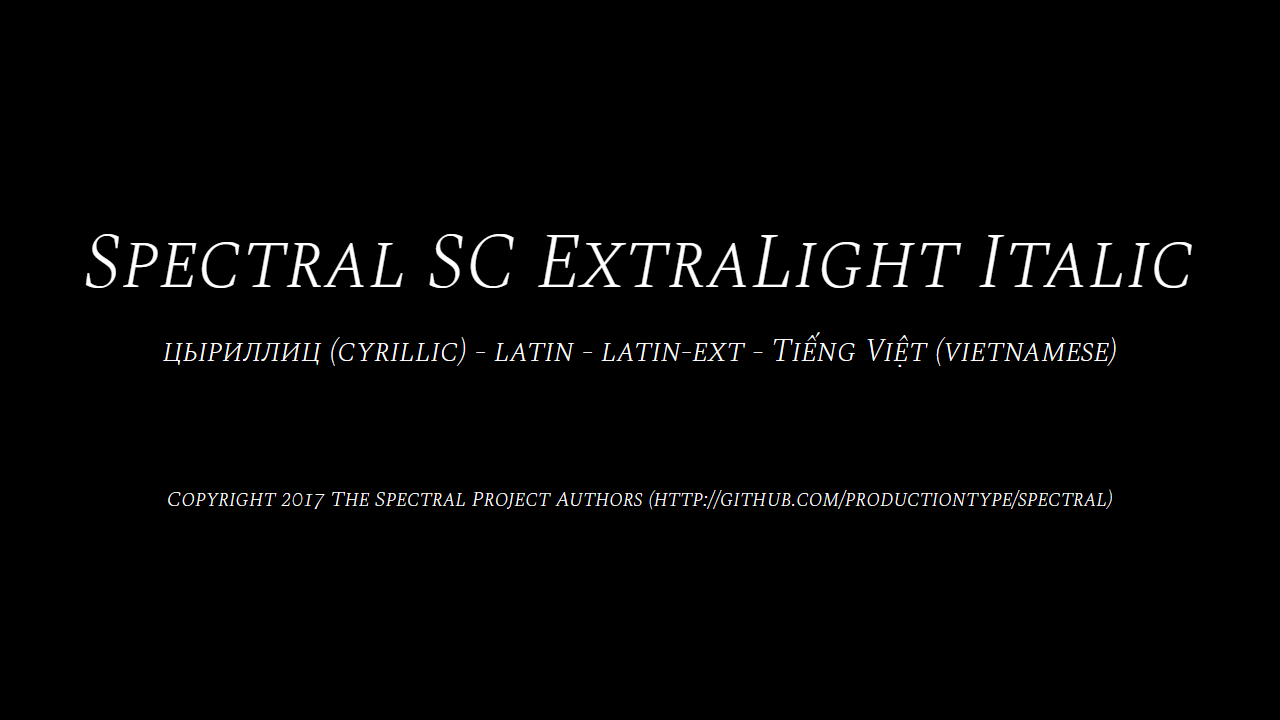 Spectral SC ExtraLight Italic
цыриллиц (cyrillic) - latin - latin-ext - Tiếng Việt (vietnamese)
Copyright 2017 The Spectral Project Authors (http://github.com/productiontype/spectral)